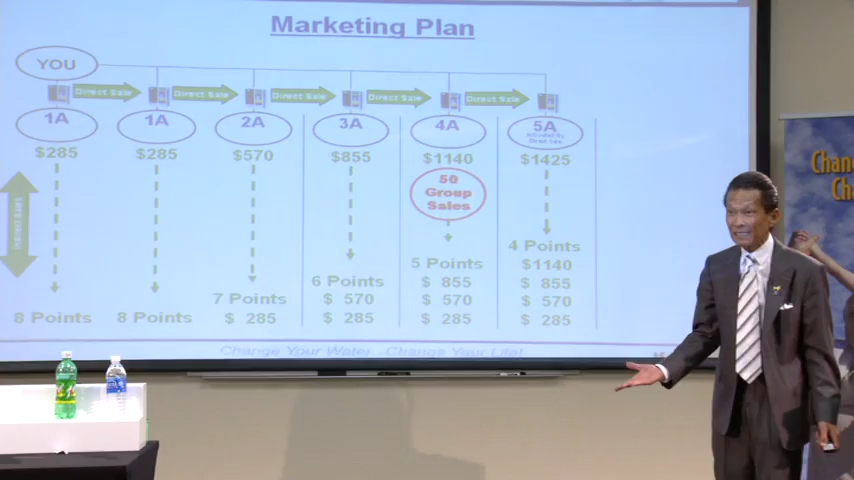 Marketing Plan
YOU
Direct Sale Direct Sale Direct Sale Direct Sale Direct Sale
1A 1A 2A 3A 4A 5A
$285 $285 $570 $855 $1140 $1425
50
Group
Sales
8 Points
8 Points
7 Points
$ 285
6 Points
$ 570
$ 285
5 Points
$ 855
$ 570
$ 285
4 Points
$1140
$ 855
$ 570
$ 285
Change Your Water...Change Your Life!